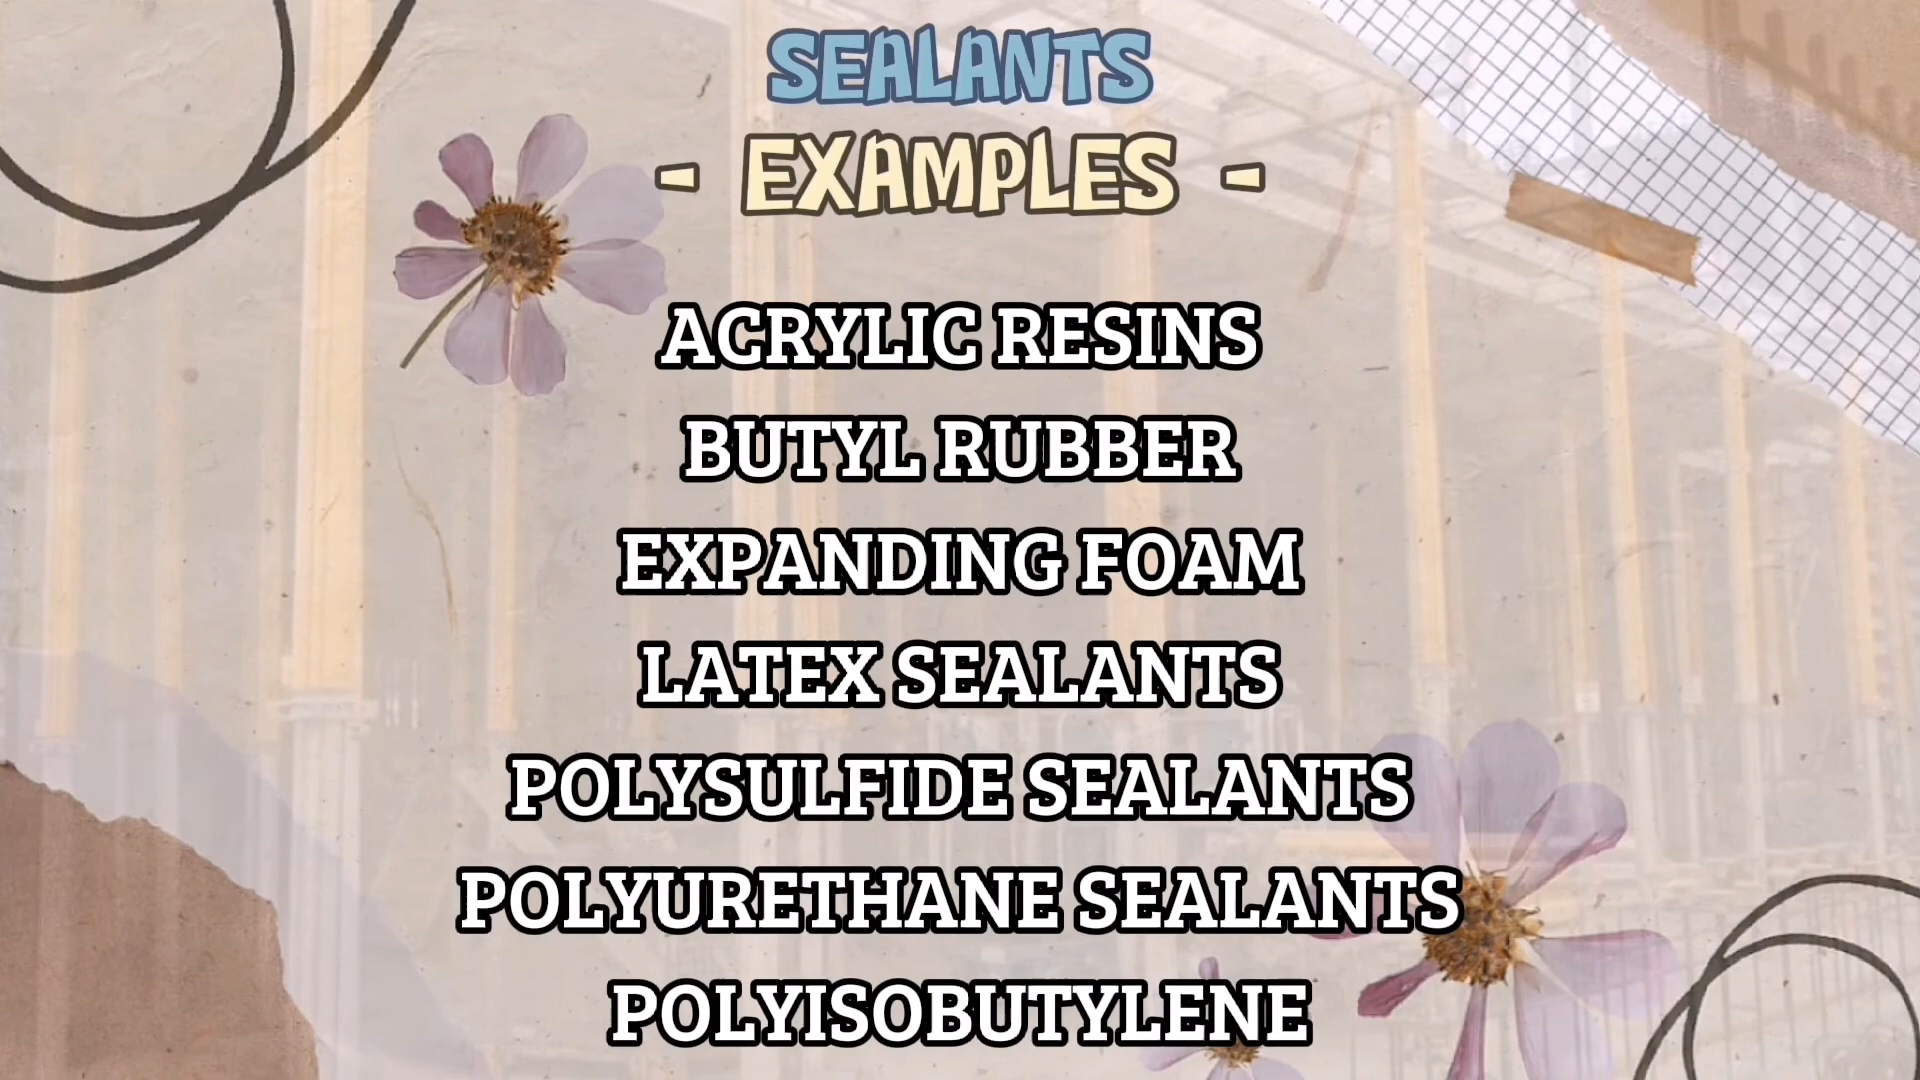 SEALANTS
- EXAMPLES -
ACRYLIC RESINS
BUTYL RUBBER
EXPANDING FOAM
LATEX SEALANTS
POLYSULFIDE SEALANTS
POLYURETHANE SEALANTS
POLYISOBUTYLENE